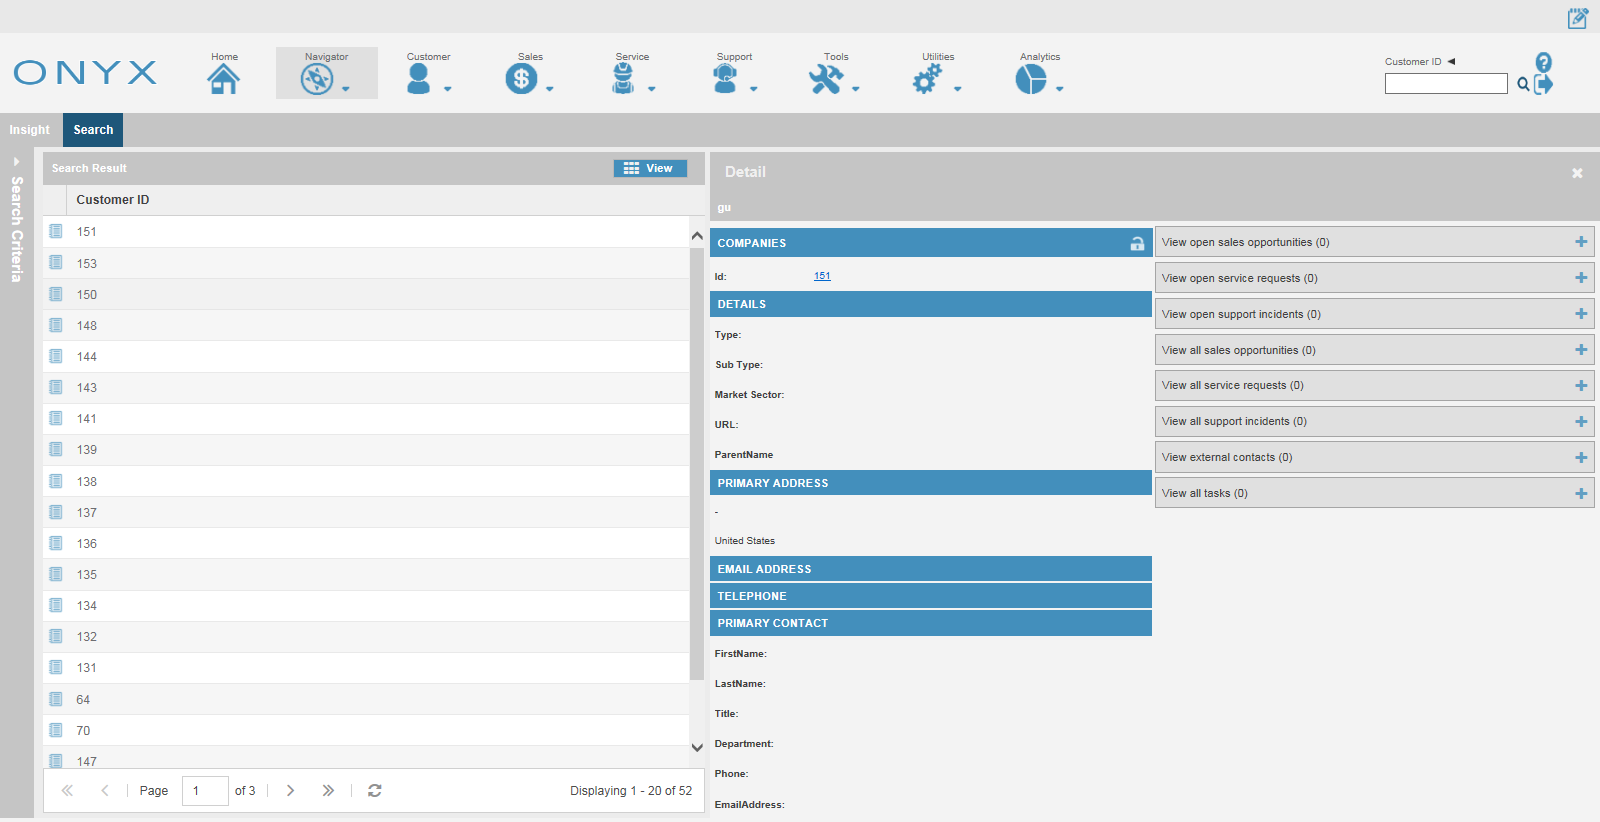 ONYX
Home
Navigator
Customer
Sales
Service
Support
Tools
Utilities
Analytics
Customer ID
Insight
Search
Search Criteria
Search Result
View
Customer ID
151
153
150
148
144
143
141
139
138
137
136
135
134
132
131
64
70
147
Page 1 of 3
Displaying 1 - 20 of 52
Detail
gu
COMPANIES
Id: 151
DETAILS
Type:
Sub Type:
Market Sector:
URL:
ParentName
PRIMARY ADDRESS
-
United States
EMAIL ADDRESS
TELEPHONE
PRIMARY CONTACT
FirstName:
LastName:
Title:
Department:
Phone:
EmailAddress:
View open sales opportunities (0)
View open service requests (0)
View open support incidents (0)
View all sales opportunities (0)
View all service requests (0)
View all support incidents (0)
View external contacts (0)
View all tasks (0)